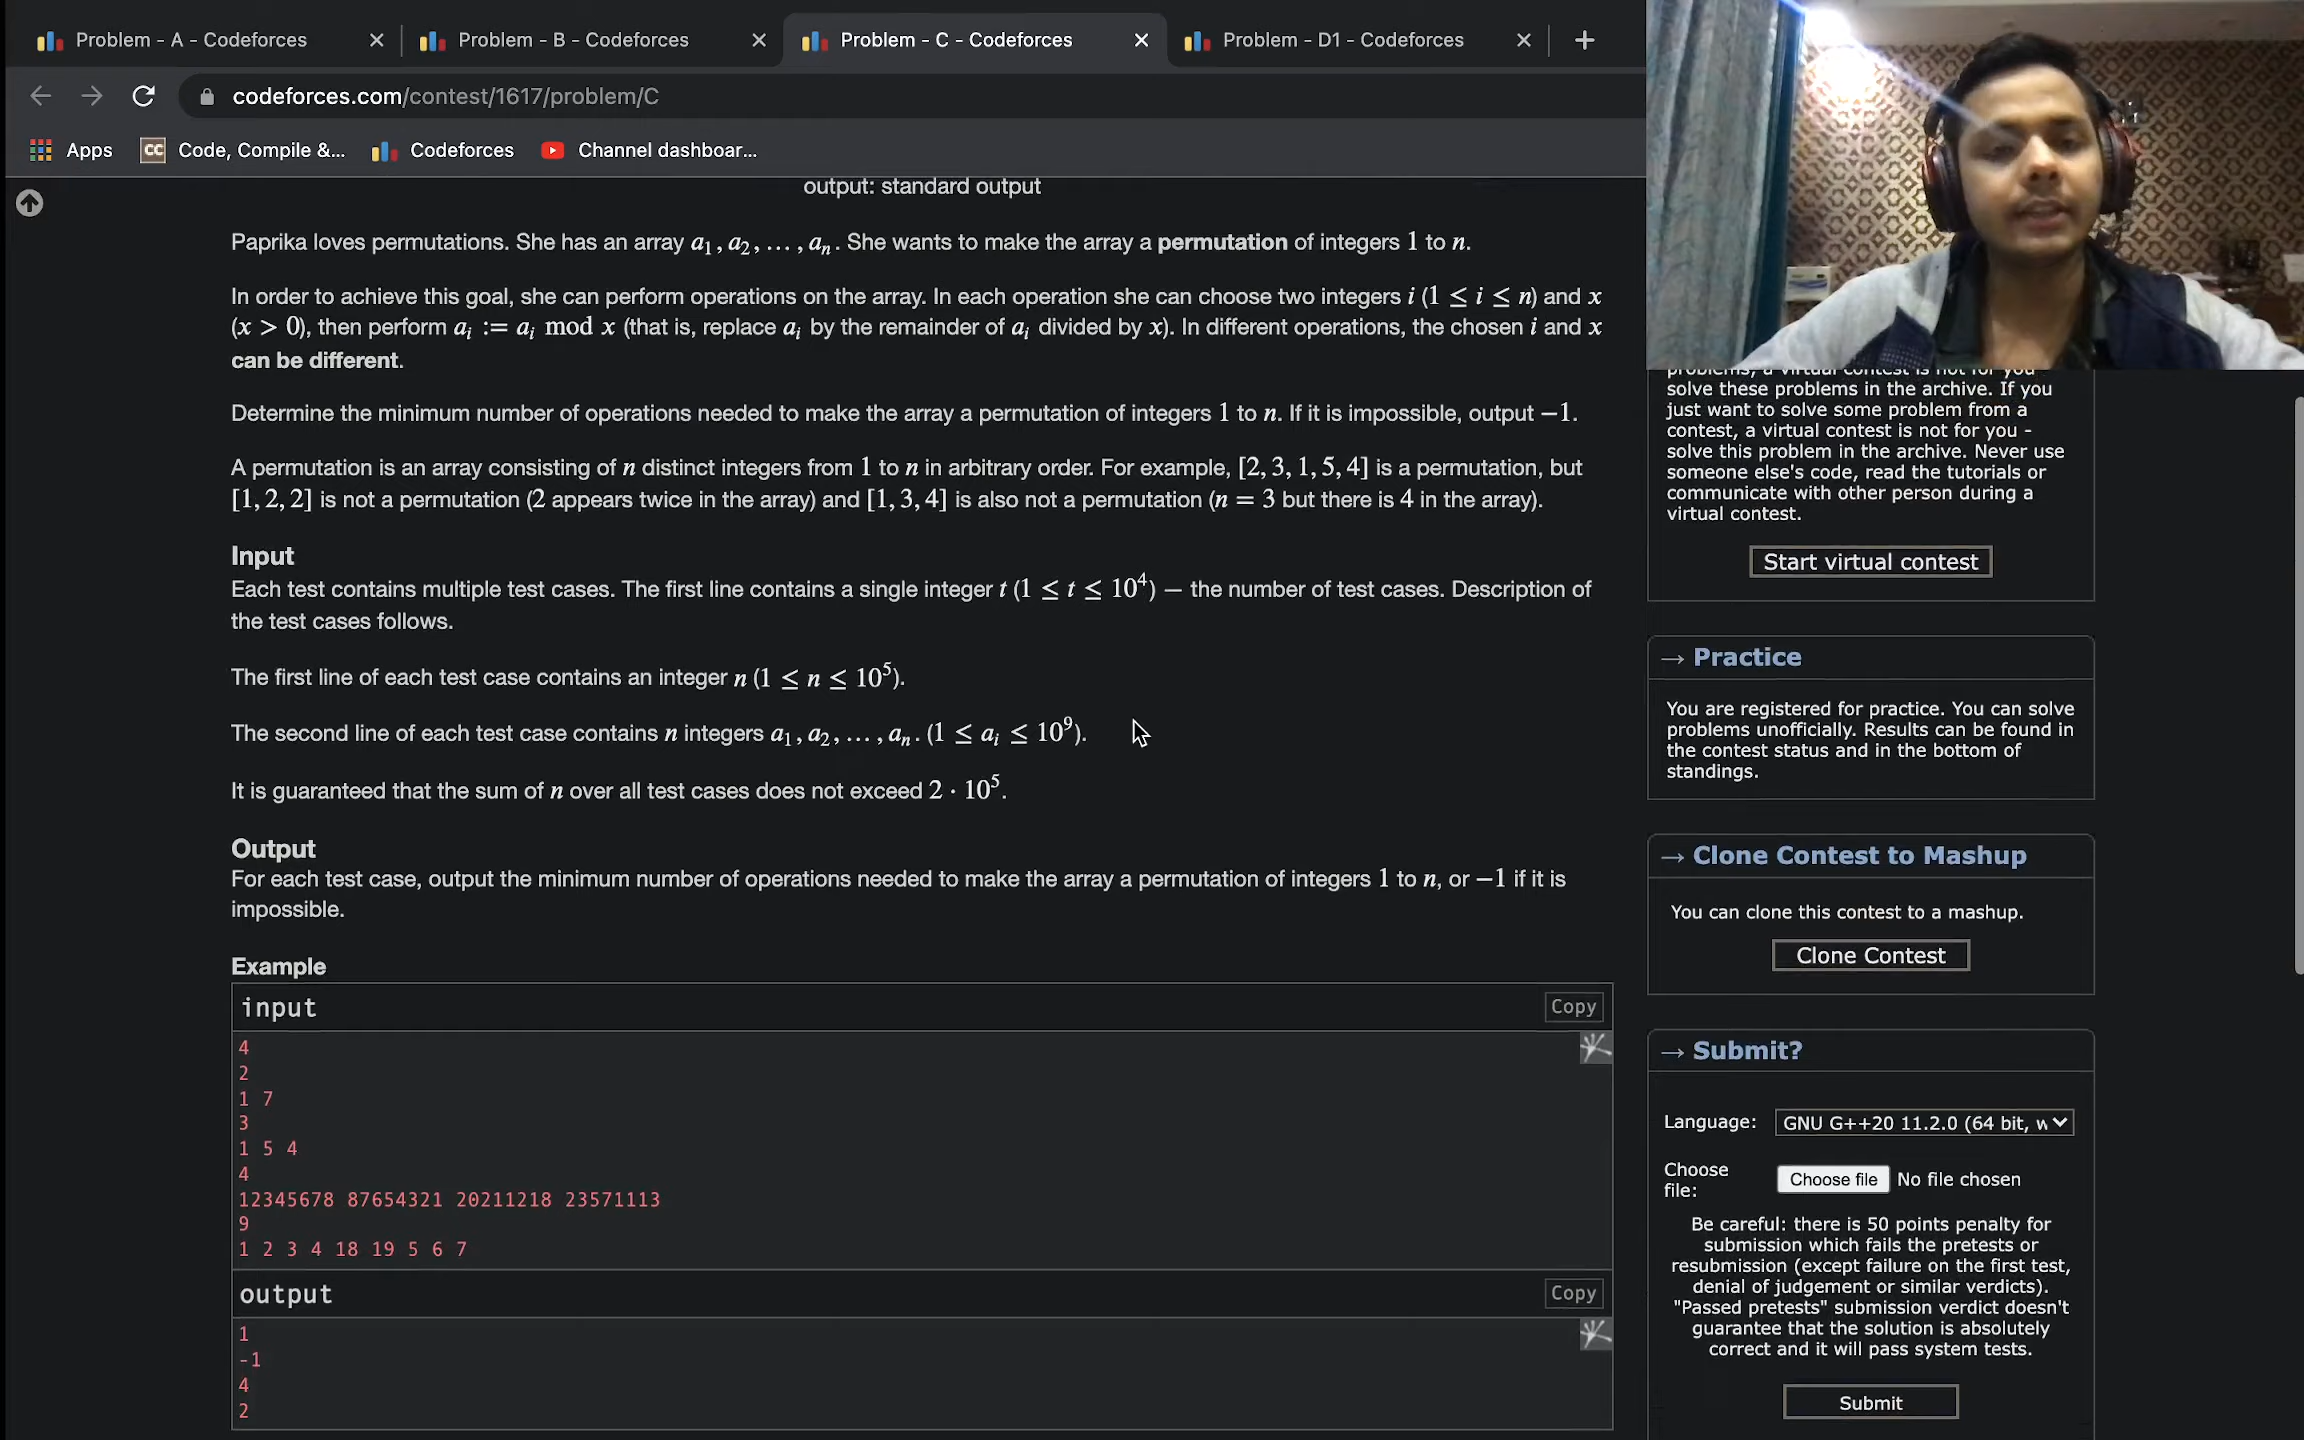 Problem - A - Codeforces
Problem - B - Codeforces
Problem - C - Codeforces
Problem - D1 - Codeforces
codeforces.com/contest/1617/problem/C
Apps
CC Code, Compile &...
Codeforces
Channel dashboar...
output: standard output
Paprika loves permutations. She has an array a₁, a₂, …, aₙ. She wants to make the array a permutation of integers 1 to n.
In order to achieve this goal, she can perform operations on the array. In each operation she can choose two integers i (1 ≤ i ≤ n) and x
(x > 0), then perform aᵢ := aᵢ mod x (that is, replace aᵢ by the remainder of aᵢ divided by x). In different operations, the chosen i and x
can be different.
Determine the minimum number of operations needed to make the array a permutation of integers 1 to n. If it is impossible, output −1.
A permutation is an array consisting of n distinct integers from 1 to n in arbitrary order. For example, [2, 3, 1, 5, 4] is a permutation, but
[1, 2, 2] is not a permutation (2 appears twice in the array) and [1, 3, 4] is also not a permutation (n = 3 but there is 4 in the array).
Input
Each test contains multiple test cases. The first line contains a single integer t (1 ≤ t ≤ 10⁴) — the number of test cases. Description of
the test cases follows.
The first line of each test case contains an integer n (1 ≤ n ≤ 10⁵).
The second line of each test case contains n integers a₁, a₂, …, aₙ. (1 ≤ aᵢ ≤ 10⁹).
It is guaranteed that the sum of n over all test cases does not exceed 2 · 10⁵.
Output
For each test case, output the minimum number of operations needed to make the array a permutation of integers 1 to n, or −1 if it is
impossible.
Example
input
Copy
4
2
1 7
3
1 5 4
4
12345678 87654321 20211218 23571113
9
1 2 3 4 18 19 5 6 7
output
Copy
1
-1
4
2
problems, a virtual contest is not for you -
solve these problems in the archive. If you
just want to solve some problem from a
contest, a virtual contest is not for you -
solve this problem in the archive. Never use
someone else's code, read the tutorials or
communicate with other person during a
virtual contest.
Start virtual contest
→ Practice
You are registered for practice. You can solve
problems unofficially. Results can be found in
the contest status and in the bottom of
standings.
→ Clone Contest to Mashup
You can clone this contest to a mashup.
Clone Contest
→ Submit?
Language:
GNU G++20 11.2.0 (64 bit, w
Choose
file:
Choose file No file chosen
Be careful: there is 50 points penalty for
submission which fails the pretests or
resubmission (except failure on the first test,
denial of judgement or similar verdicts).
"Passed pretests" submission verdict doesn't
guarantee that the solution is absolutely
correct and it will pass system tests.
Submit